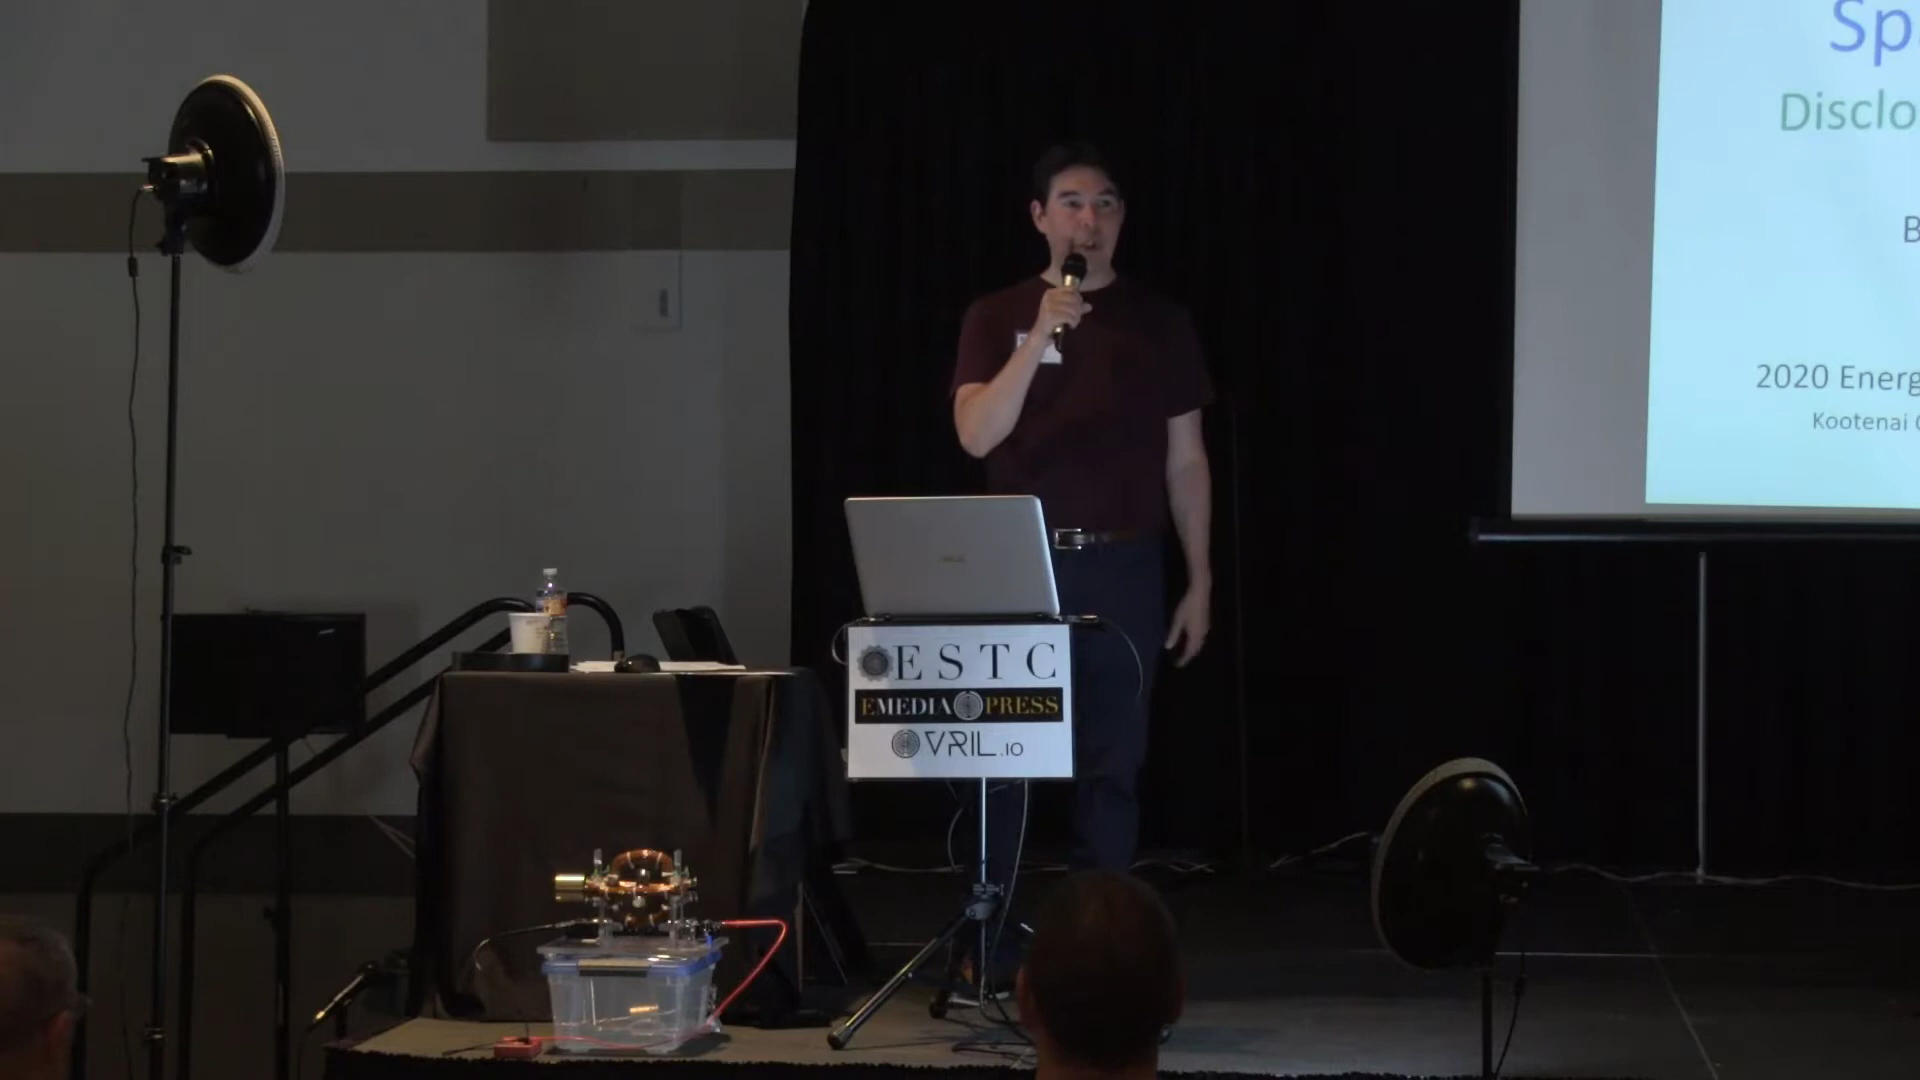 Sp
Disclo
B
2020 Energ
Kootenai C
ESTC
EMEDIA PRESS
VRIL.IO